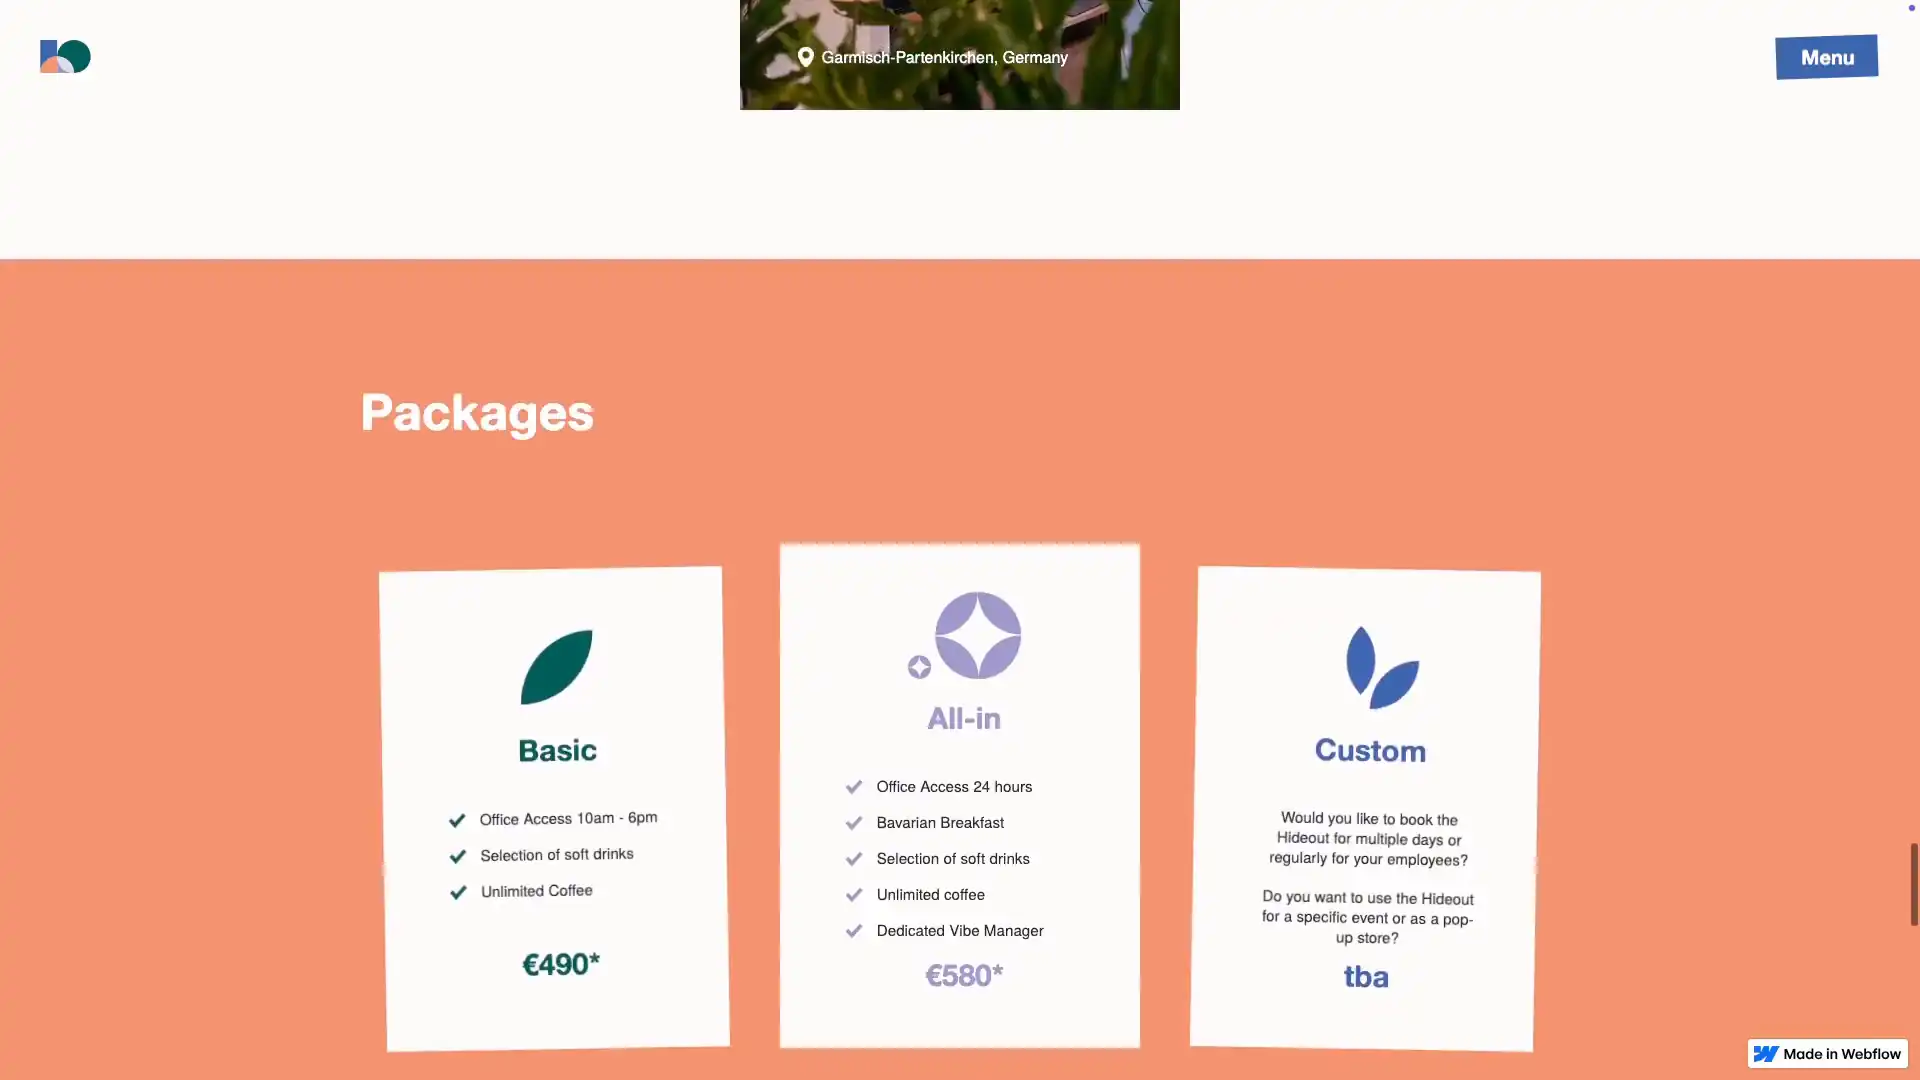 Garmisch-Partenkirchen, Germany
Menu
Packages
Basic
Office Access 10am - 6pm
Selection of soft drinks
Unlimited Coffee
€490*
All-in
Office Access 24 hours
Bavarian Breakfast
Selection of soft drinks
Unlimited coffee
Dedicated Vibe Manager
€580*
Custom
Would you like to book the
Hideout for multiple days or
regularly for your employees?
Do you want to use the Hideout
for a specific event or as a pop-
up store?
tba
Made in Webflow